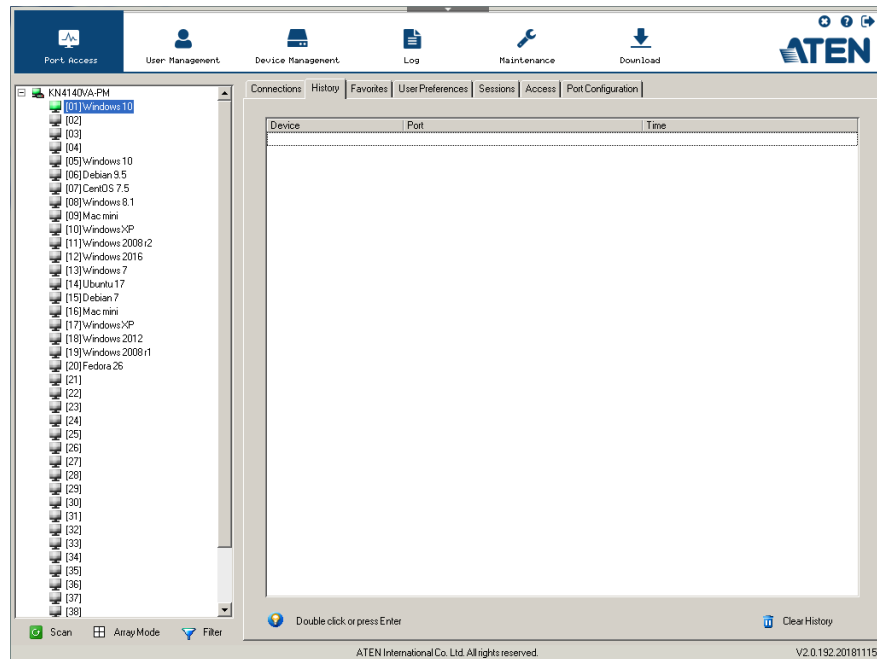 Port Access
User Management
Device Management
Log
Maintenance
Download
ATEN
KN4140VA-PM
[01]Windows 10
[02]
[03]
[04]
[05]Windows 10
[06]Debian 9.5
[07]CentOS 7.5
[08]Windows 8.1
[09]Mac mini
[10]Windows XP
[11]Windows 2008 r2
[12]Windows 2016
[13]Windows 7
[14]Ubuntu 17
[15]Debian 7
[16]Mac mini
[17]Windows XP
[18]Windows 2012
[19]Windows 2008 r1
[20]Fedora 26
[21]
[22]
[23]
[24]
[25]
[26]
[27]
[28]
[29]
[30]
[31]
[32]
[33]
[34]
[35]
[36]
[37]
[38]
Scan
Array Mode
Filter
Connections
History
Favorites
User Preferences
Sessions
Access
Port Configuration
Device
Port
Time
Double click or press Enter
Clear History
ATEN International Co. Ltd. All rights reserved.
V2.0.192.20181115